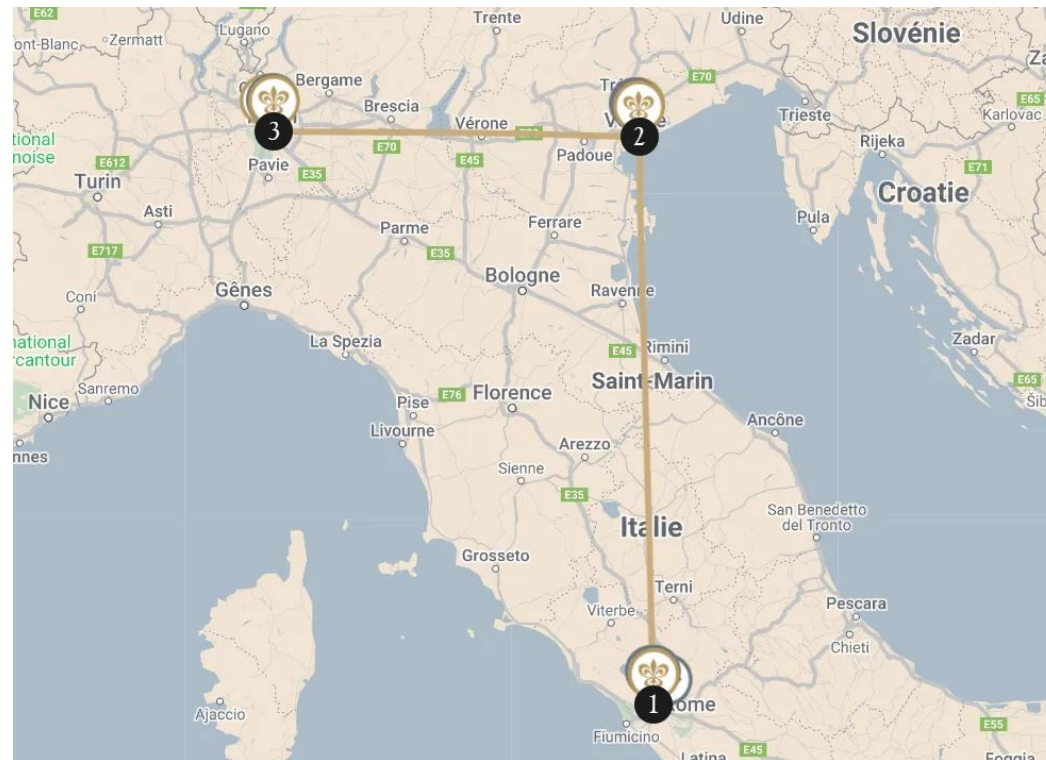 E62
Trente
Udine
Slovénie
ont-Blanc
Zermatt
Lugano
Bergame
E70
E65
Karlovac
Brescia
Trieste
Vérone
Rijeka
Padoue
tional
noise
E612
E70
E45
E71
Pavie
E35
Turin
Croatie
Asti
Pula
Parme
Ferrare
E717
E35
Bologne
Coni
Gênes
Ravenne
national
rcantour
La Spezia
Zadar
E45
Rimini
Saint-Marin
E65
Sanremo
E76
Florence
Nice
Pise
Ancône
Livourne
nnes
Arezzo
Sienne
E35
San Benedetto
del Tronto
Italie
Grosseto
Terni
Viterbe
Pescara
Chieti
Ajaccio
Fiumicino
E55
Latina
E45
Foggia
1
2
3